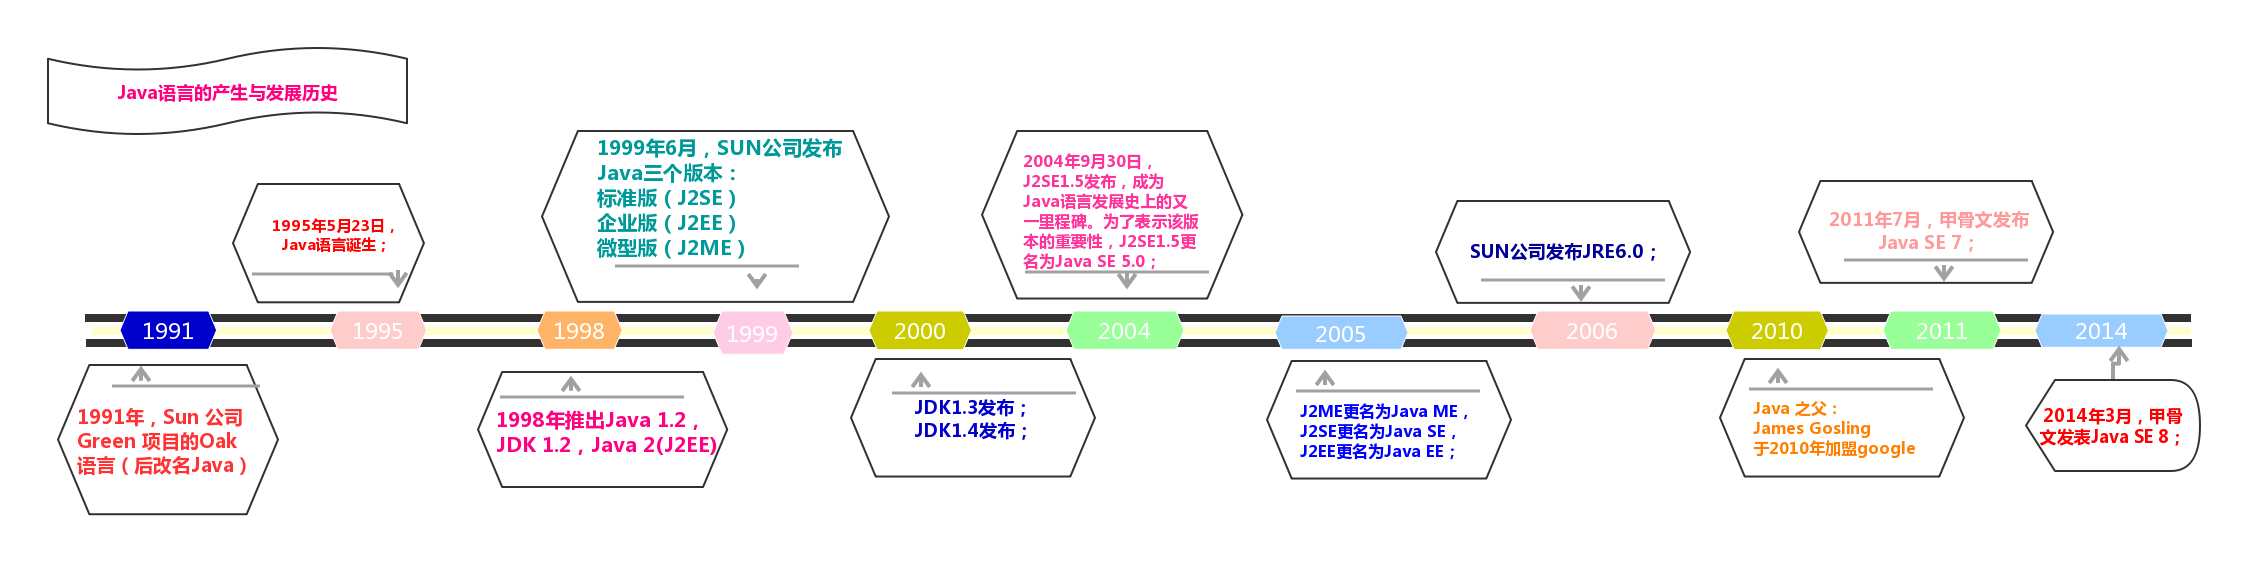 Java语言的产生与发展历史
1995年5月23日，
Java语言诞生；
1999年6月，SUN公司发布
Java三个版本：
标准版（J2SE）
企业版（J2EE）
微型版（J2ME）
2004年9月30日，
J2SE1.5发布，成为
Java语言发展史上的又
一里程碑。为了表示该版
本的重要性，J2SE1.5更
名为Java SE 5.0；
SUN公司发布JRE6.0；
2011年7月，甲骨文发布
Java SE 7；
1991
1995
1998
1999
2000
2004
2005
2006
2010
2011
2014
1991年，Sun 公司
Green 项目的Oak
语言（后改名Java）
1998年推出Java 1.2，
JDK 1.2，Java 2(J2EE)
JDK1.3发布；
JDK1.4发布；
J2ME更名为Java ME，
J2SE更名为Java SE，
J2EE更名为Java EE；
Java 之父：
James Gosling
于2010年加盟google
2014年3月，甲骨
文发表Java SE 8；